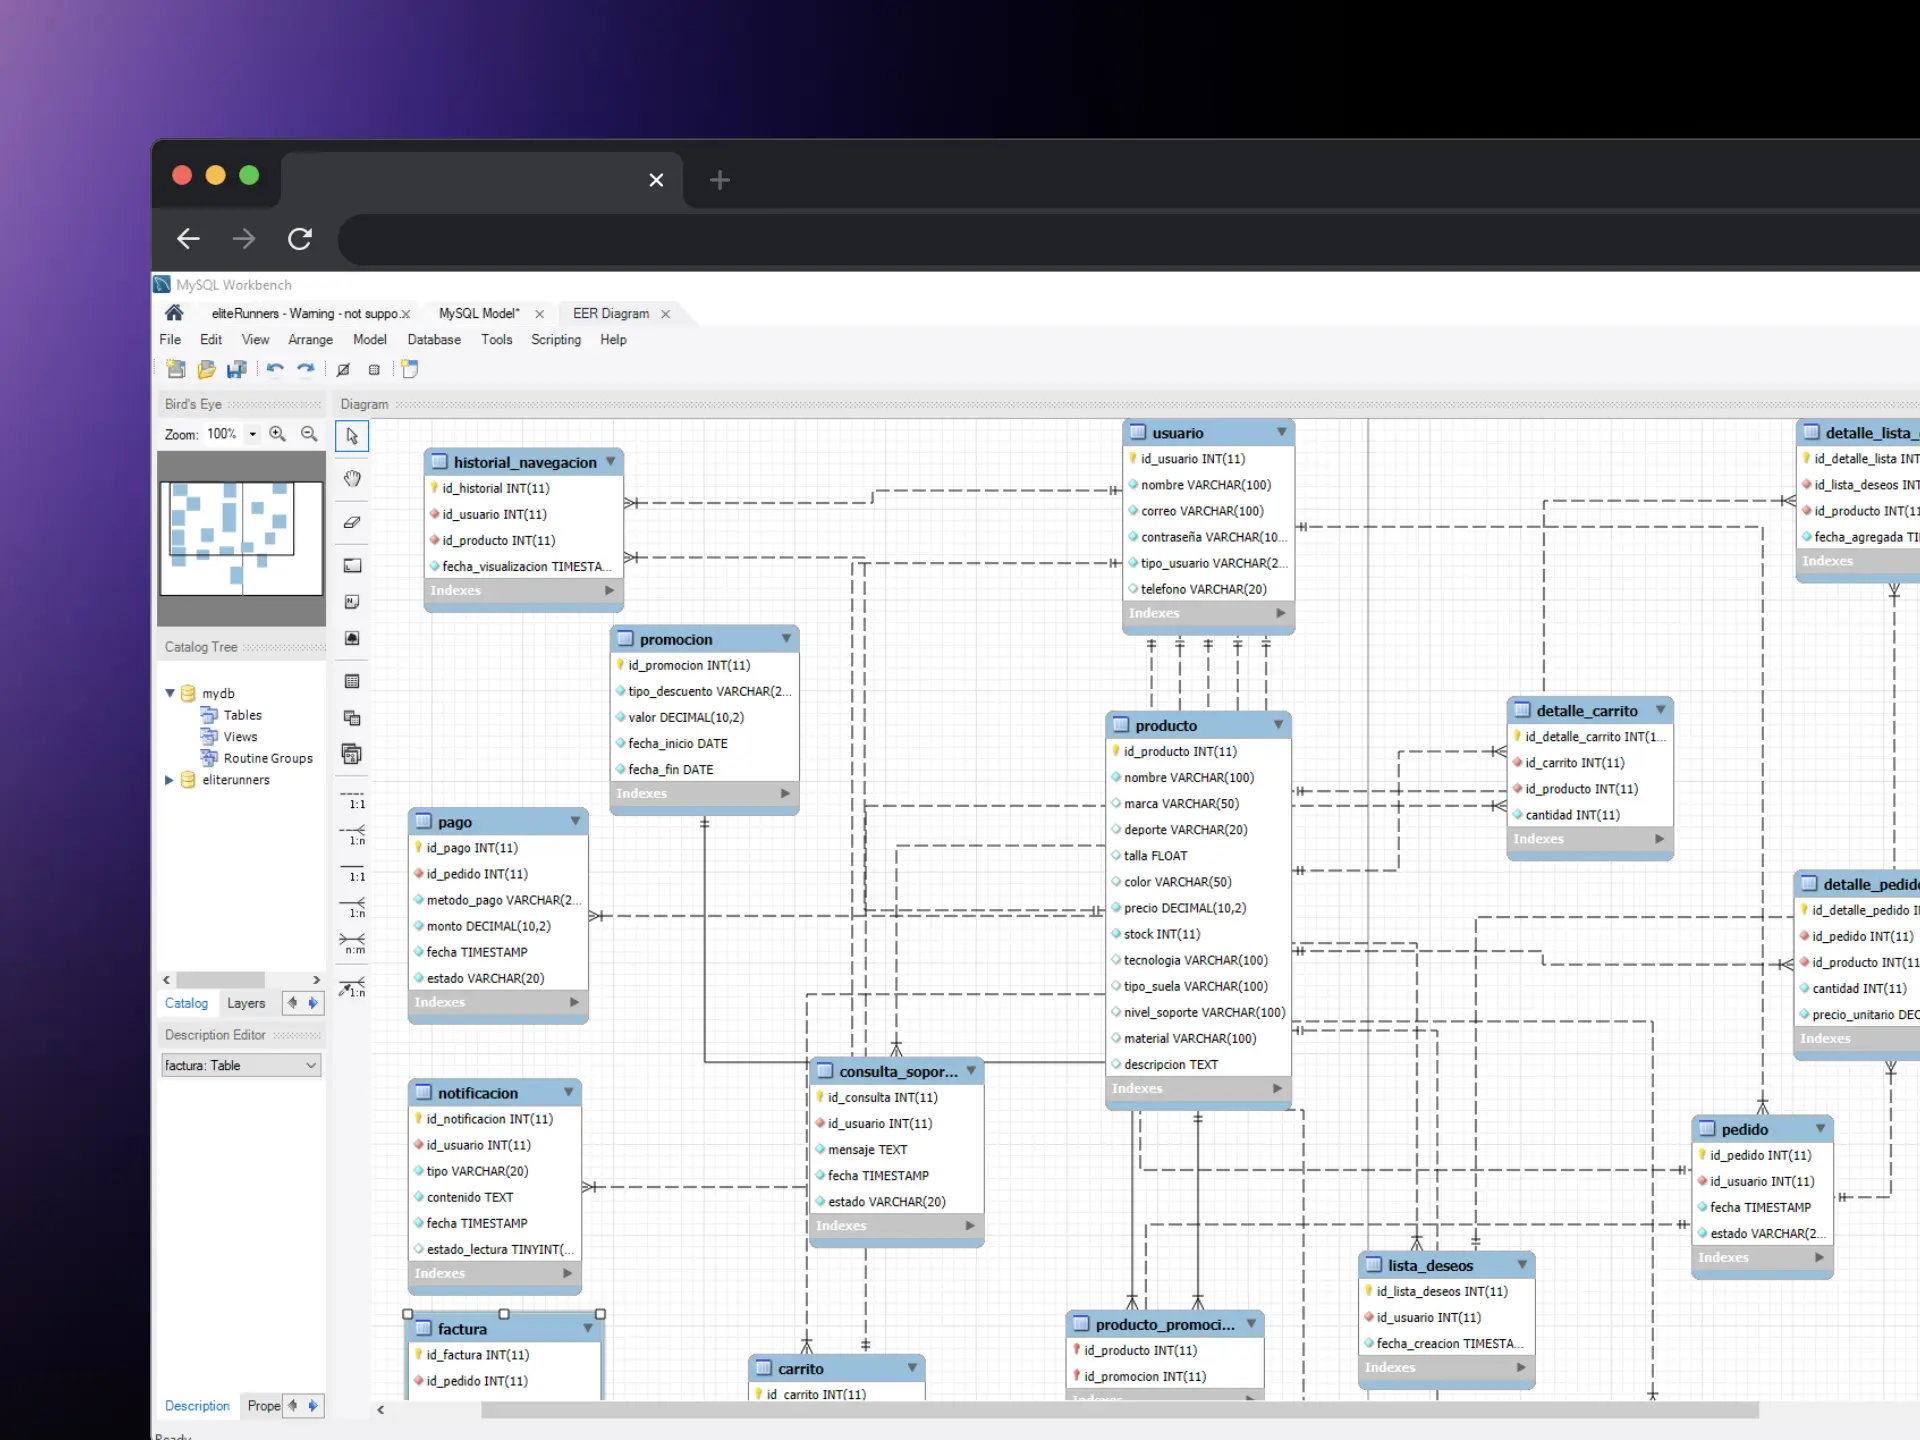 MySQL Workbench
eliteRunners - Warning - not suppo.
MySQL Model*
EER Diagram
File Edit View Arrange Model Database Tools Scripting Help
Bird's Eye
Zoom: 100%
Catalog Tree
mydb
Tables
Views
Routine Groups
eliterunners
Catalog Layers
Description Editor
factura: Table
Description Prope
Ready
Diagram
1:1
1:n
1:1
1:n
n:m
1:n
historial_navegacion
id_historial INT(11)
id_usuario INT(11)
id_producto INT(11)
fecha_visualizacion TIMESTA...
Indexes
promocion
id_promocion INT(11)
tipo_descuento VARCHAR(2...
valor DECIMAL(10,2)
fecha_inicio DATE
fecha_fin DATE
Indexes
pago
id_pago INT(11)
id_pedido INT(11)
metodo_pago VARCHAR(2...
monto DECIMAL(10,2)
fecha TIMESTAMP
estado VARCHAR(20)
Indexes
notificacion
id_notificacion INT(11)
id_usuario INT(11)
tipo VARCHAR(20)
contenido TEXT
fecha TIMESTAMP
estado_lectura TINYINT(...
Indexes
factura
id_factura INT(11)
id_pedido INT(11)
consulta_sopor...
id_consulta INT(11)
id_usuario INT(11)
mensaje TEXT
fecha TIMESTAMP
estado VARCHAR(20)
Indexes
carrito
id_carrito INT(11)
usuario
id_usuario INT(11)
nombre VARCHAR(100)
correo VARCHAR(100)
contraseña VARCHAR(10...
tipo_usuario VARCHAR(2...
telefono VARCHAR(20)
Indexes
producto
id_producto INT(11)
nombre VARCHAR(100)
marca VARCHAR(50)
deporte VARCHAR(20)
talla FLOAT
color VARCHAR(50)
precio DECIMAL(10,2)
stock INT(11)
tecnologia VARCHAR(100)
tipo_suela VARCHAR(100)
nivel_soporte VARCHAR(100)
material VARCHAR(100)
descripcion TEXT
Indexes
producto_promoci...
id_producto INT(11)
id_promocion INT(11)
Indexes
detalle_carrito
id_detalle_carrito INT(1...
id_carrito INT(11)
id_producto INT(11)
cantidad INT(11)
Indexes
lista_deseos
id_lista_deseos INT(11)
id_usuario INT(11)
fecha_creacion TIMESTA...
Indexes
detalle_lista_
id_detalle_lista INT
id_lista_deseos INT
id_producto INT(11
fecha_agregada TI
Indexes
detalle_pedido
id_detalle_pedido I
id_pedido INT(11)
id_producto INT(11
cantidad INT(11)
precio_unitario DEC
Indexes
pedido
id_pedido INT(11)
id_usuario INT(11)
fecha TIMESTAMP
estado VARCHAR(2...
Indexes